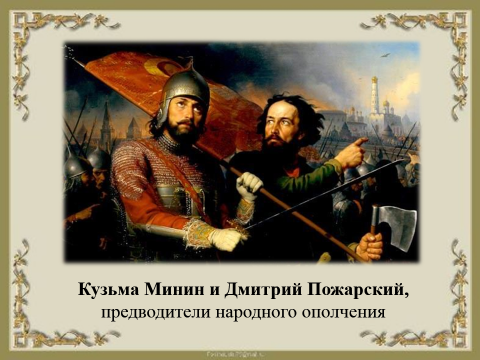 Кузьма Минин и Дмитрий Пожарский,
предводители народного ополчения